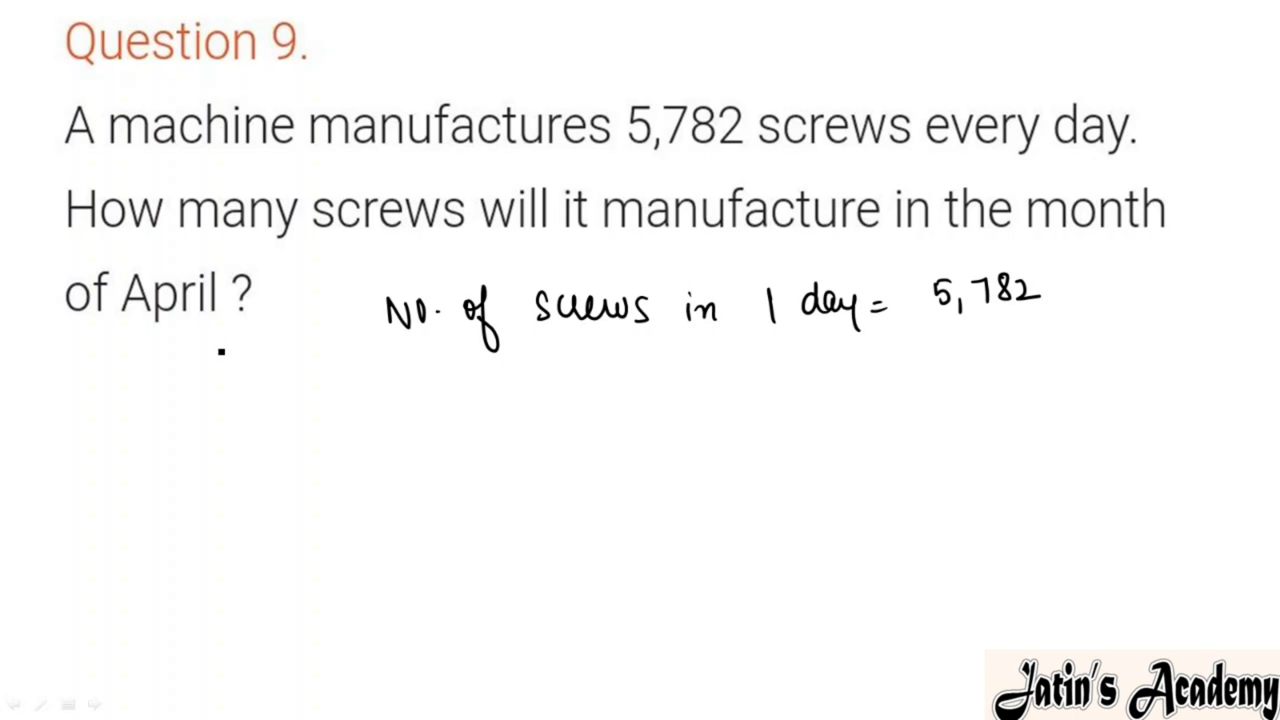 Question 9.
A machine manufactures 5,782 screws every day.
How many screws will it manufacture in the month
of April ?
No. of screws in 1 day = 5,782
Jatin's Academy